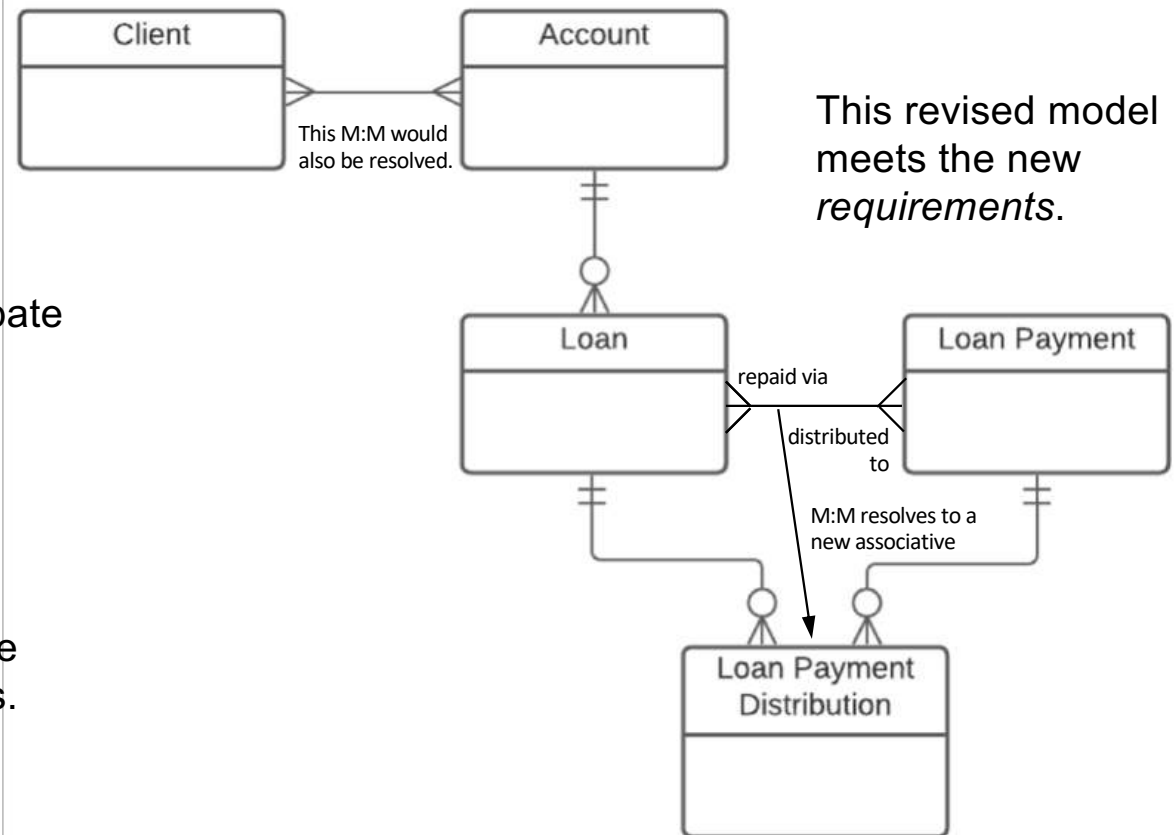 Client
Account
This M:M would
also be resolved.
This revised model
meets the new
requirements.
Loan
Loan Payment
repaid via
distributed
to
M:M resolves to a
new associative
Loan Payment
Distribution